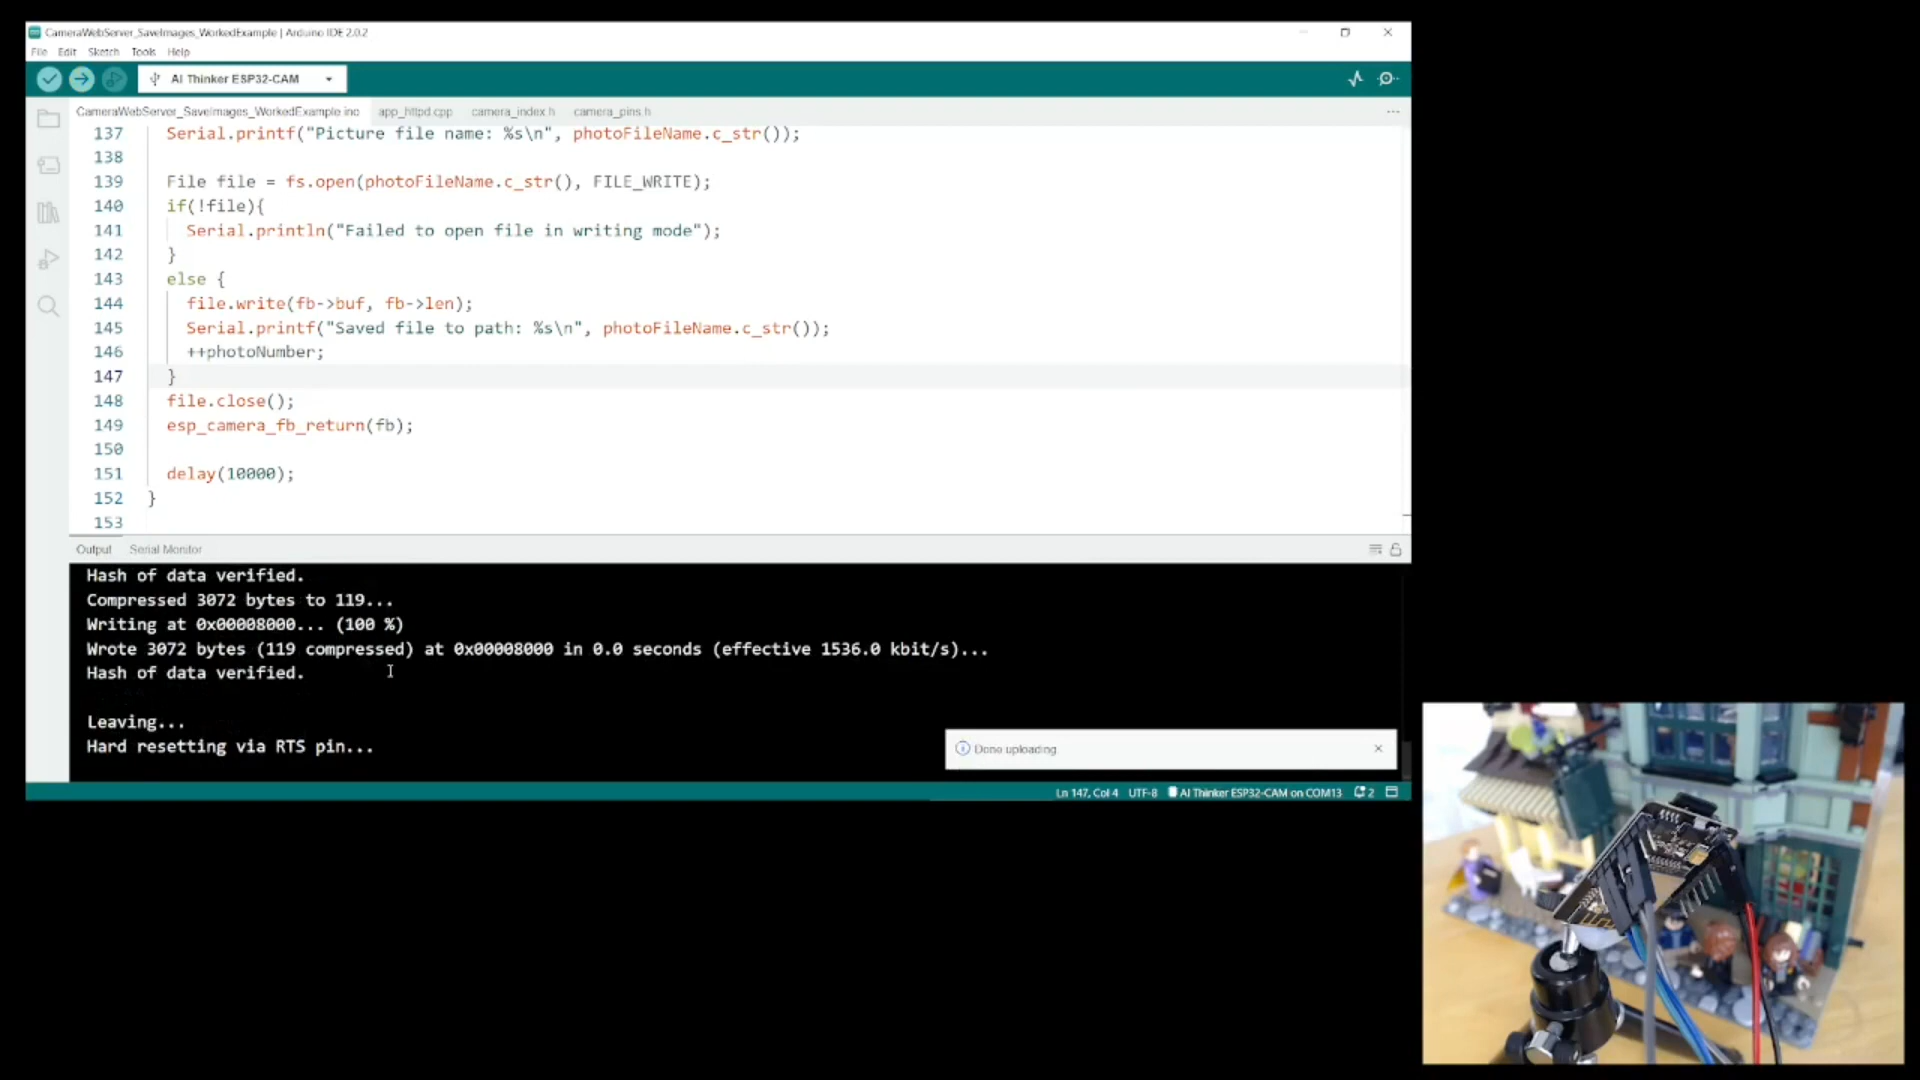 CameraWebServer_SaveImages_WorkedExample | Arduino IDE 2.0.2
File Edit Sketch Tools Help
AI Thinker ESP32-CAM
CameraWebServer_SaveImages_WorkedExample.ino app_httpd.cpp camera_index.h camera_pins.h
137 Serial.printf("Picture file name: %s\n", photoFileName.c_str());
138
139 File file = fs.open(photoFileName.c_str(), FILE_WRITE);
140 if(!file){
141 Serial.println("Failed to open file in writing mode");
142 }
143 else {
144 file.write(fb->buf, fb->len);
145 Serial.printf("Saved file to path: %s\n", photoFileName.c_str());
146 ++photoNumber;
147 }
148 file.close();
149 esp_camera_fb_return(fb);
150
151 delay(10000);
152 }
153
Output Serial Monitor
Hash of data verified.
Compressed 3072 bytes to 119...
Writing at 0x00008000... (100 %)
Wrote 3072 bytes (119 compressed) at 0x00008000 in 0.0 seconds (effective 1536.0 kbit/s)...
Hash of data verified.
Leaving...
Hard resetting via RTS pin...
Done uploading
Ln 147, Col 4 UTF-8 AI Thinker ESP32-CAM on COM13 2